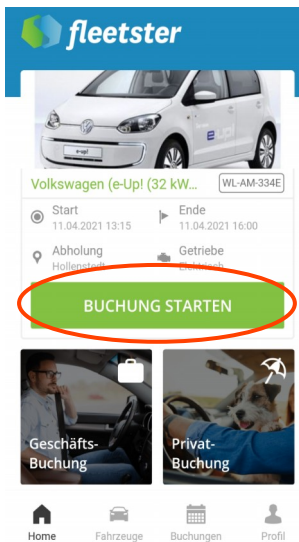 fleetster
e-up!
Volkswagen (e-Up! (32 kW...
WL-AM-334E
Start
11.04.2021 13:15
Ende
11.04.2021 16:00
Abholung
Hollenstedt
Getriebe
Elektrisch
BUCHUNG STARTEN
Geschäfts-
Buchung
Privat-
Buchung
Home
Fahrzeuge
Buchungen
Profil